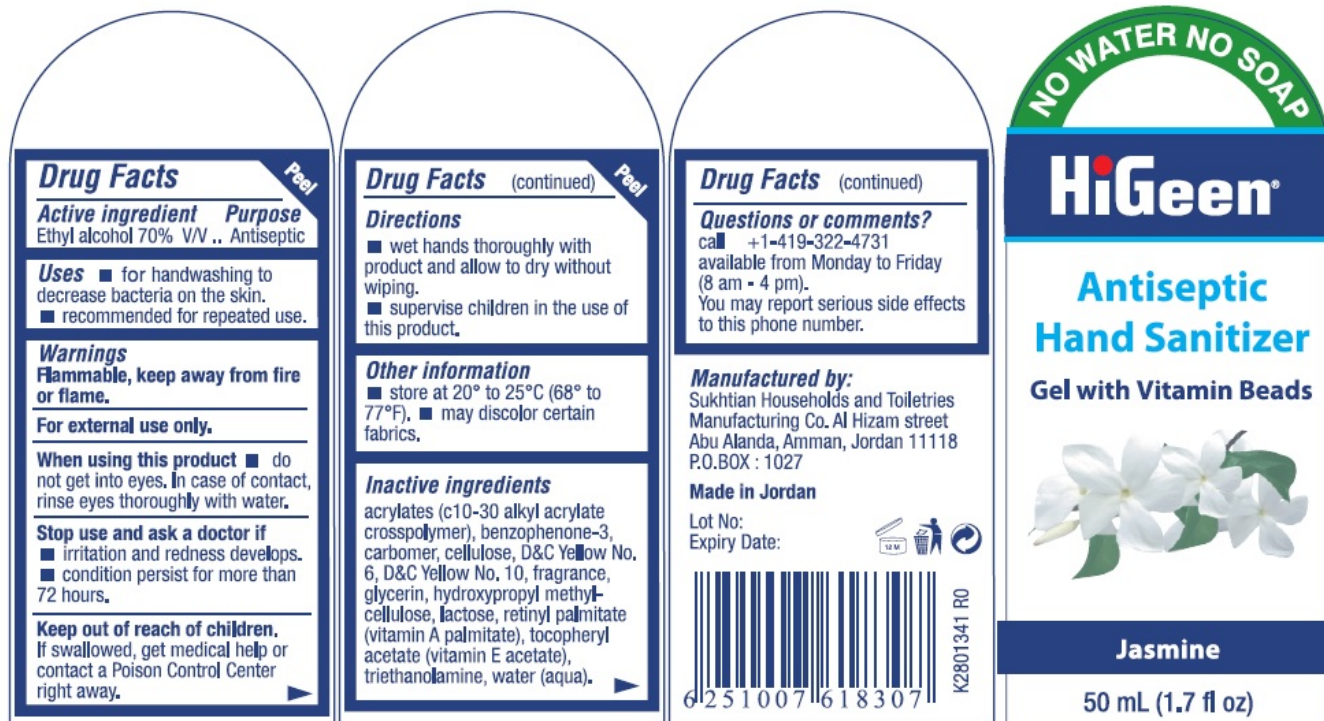 Drug Facts
Peel
Active ingredient Purpose
Ethyl alcohol 70% V/V .. Antiseptic
Uses ■ for handwashing to
decrease bacteria on the skin.
■ recommended for repeated use.
Warnings
Flammable, keep away from fire
or flame.
For external use only.
When using this product ■ do
not get into eyes. In case of contact,
rinse eyes thoroughly with water.
Stop use and ask a doctor if
■ irritation and redness develops.
■ condition persist for more than
72 hours.
Keep out of reach of children.
If swallowed, get medical help or
contact a Poison Control Center
right away.
Drug Facts (continued)
Peel
Directions
■ wet hands thoroughly with
product and allow to dry without
wiping.
■ supervise children in the use of
this product.
Other information
■ store at 20° to 25°C (68° to
77°F). ■ may discolor certain
fabrics.
Inactive ingredients
acrylates (c10-30 alkyl acrylate
crosspolymer), benzophenone-3,
carbomer, cellulose, D&C Yellow No.
6, D&C Yellow No. 10, fragrance,
glycerin, hydroxypropyl methyl-
cellulose, lactose, retinyl palmitate
(vitamin A palmitate), tocopheryl
acetate (vitamin E acetate),
triethanolamine, water (aqua).
Drug Facts (continued)
Questions or comments?
call +1-419-322-4731
available from Monday to Friday
(8 am - 4 pm).
You may report serious side effects
to this phone number.
Manufactured by:
Sukhtian Households and Toiletries
Manufacturing Co. Al Hizam street
Abu Alanda, Amman, Jordan 11118
P.O.BOX : 1027
Made in Jordan
Lot No:
Expiry Date:
12 M
6 251007 618307
K2801341 R0
NO WATER NO SOAP
HiGeen®
Antiseptic
Hand Sanitizer
Gel with Vitamin Beads
Jasmine
50 mL (1.7 fl oz)